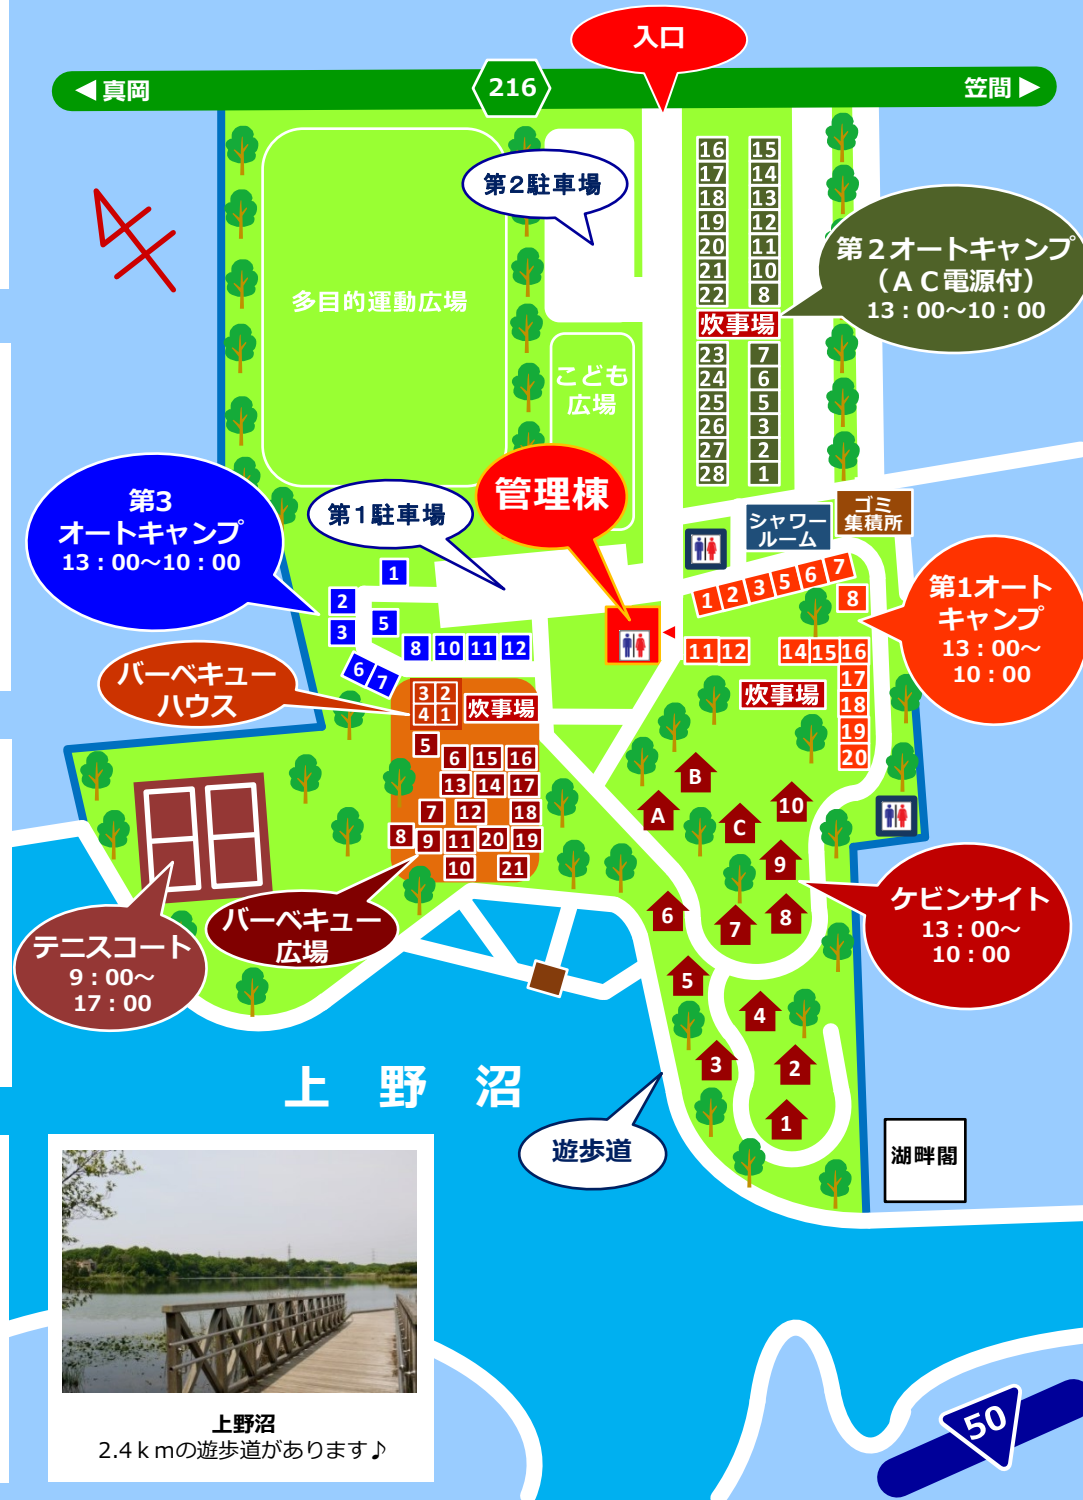 入口
真岡
216
笠間
第2駐車場
16 15
17 14
18 13
19 12
20 11
21 10
22 8
炊事場
23 7
24 6
25 5
26 3
27 2
28 1
第2オートキャンプ
（AC電源付）
13：00～10：00
多目的運動広場
こども
広場
管理棟
第1駐車場
第3
オートキャンプ
13：00～10：00
シャワー
ルーム
ゴミ
集積所
1
2
3
5
6
7
8 10 11 12
1 2 3 5 6 7
8
11 12
14 15 16
17
18
19
20
炊事場
第1オート
キャンプ
13：00～
10：00
バーベキュー
ハウス
3 2
4 1
炊事場
5
6 15 16
13 14 17
7 12 18
8 9 11 20 19
10 21
バーベキュー
広場
テニスコート
9：00～
17：00
B
A
C
10
9
8
7
6
5
4
3
2
1
ケビンサイト
13：00～
10：00
上野沼
遊歩道
湖畔閣
上野沼
2.4ｋｍの遊歩道があります♪
50